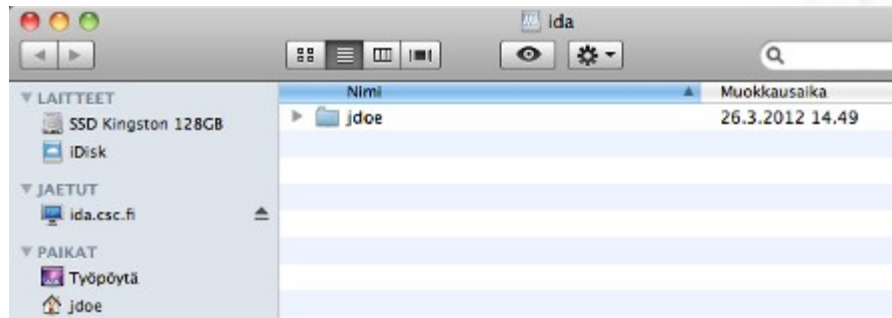 ida
Nimi Muokkausaika
jdoe 26.3.2012 14.49
LAITTEET
SSD Kingston 128GB
iDisk
JAETUT
ida.csc.fi
PAIKAT
Työpöytä
jdoe